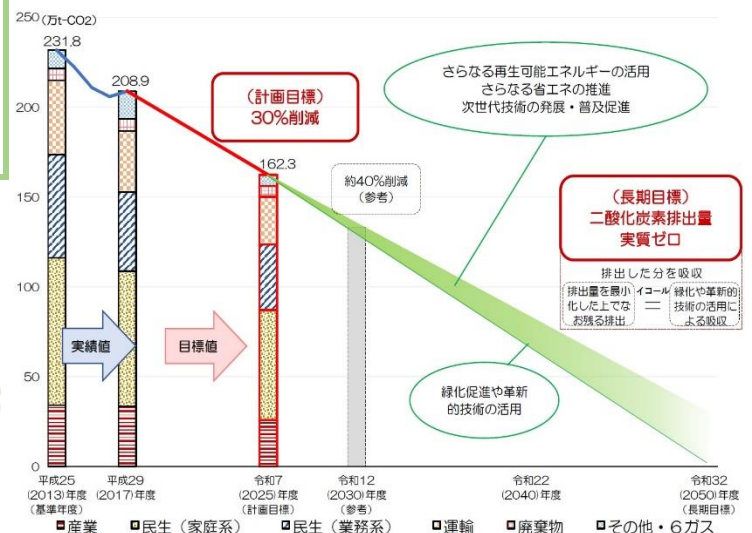 250
(万t-CO2)
231.8
208.9
200
(計画目標)
30%削減
さらなる再生可能エネルギーの活用
さらなる省エネの推進
次世代技術の発展・普及促進
162.3
150
約40%削減
(参考)
(長期目標)
二酸化炭素排出量
実質ゼロ
排出した分を吸収
排出量を最小
化した上でな
お残る排出
イコール
=
緑化や革新的
技術の活用に
よる吸収
100
実績値
目標値
50
緑化促進や革新
的技術の活用
0
平成25
(2013)年度
(基準年度)
平成29
(2017)年度
令和7
(2025)年度
(計画目標)
令和12
(2030)年度
(参考)
令和22
(2040)年度
令和32
(2050)年度
(長期目標)
産業
民生(家庭系)
民生(業務系)
運輸
廃棄物
その他・6ガス